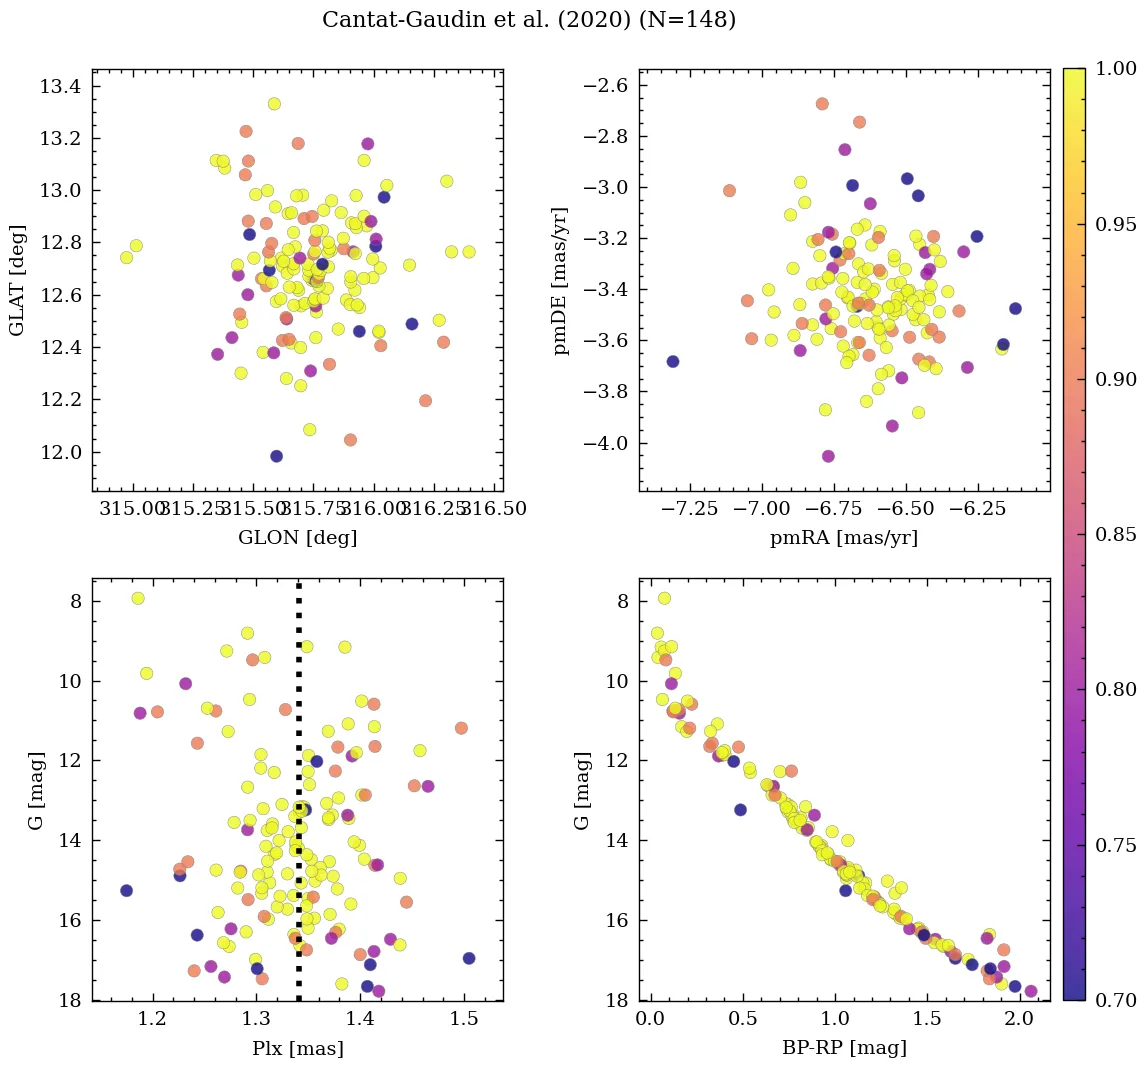 Cantat-Gaudin et al. (2020) (N=148)
13.4
13.2
13.0
12.8
12.6
12.4
12.2
12.0
GLAT [deg]
315.00 315.25 315.50 315.75 316.00 316.25 316.50
GLON [deg]
−2.6
−2.8
−3.0
−3.2
−3.4
−3.6
−3.8
−4.0
pmDE [mas/yr]
−7.25 −7.00 −6.75 −6.50 −6.25
pmRA [mas/yr]
8
10
12
14
16
18
G [mag]
1.2 1.3 1.4 1.5
Plx [mas]
8
10
12
14
16
18
G [mag]
0.0 0.5 1.0 1.5 2.0
BP-RP [mag]
1.00
0.95
0.90
0.85
0.80
0.75
0.70